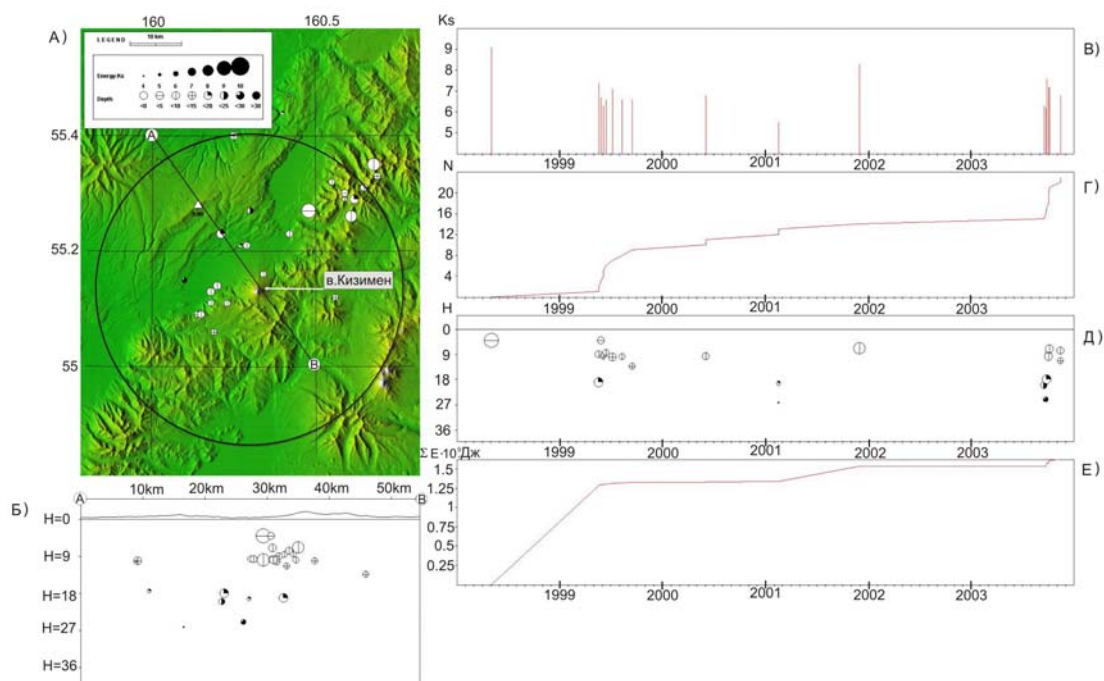 160 160.5
А)
LEGEND 10 km
Energy Ks
4 5 6 7 8 9 10
Depth
<0 <5 <10 <15 <20 <25 <30 >30
A
55.4
55.2
55
в.Кизимен
B
Ks
В)
9
8
7
6
5
1999 2000 2001 2002 2003
N
Г)
20
16
12
8
4
1999 2000 2001 2002 2003
H
Д)
0
9
18
27
36
1999 2000 2001 2002 2003
Е)
1.5
1.25
0.75
0.5
0.25
1999 2000 2001 2002 2003
Б)
A 10km 20km 30km 40km 50km B
H=0
H=9
H=18
H=27
H=36